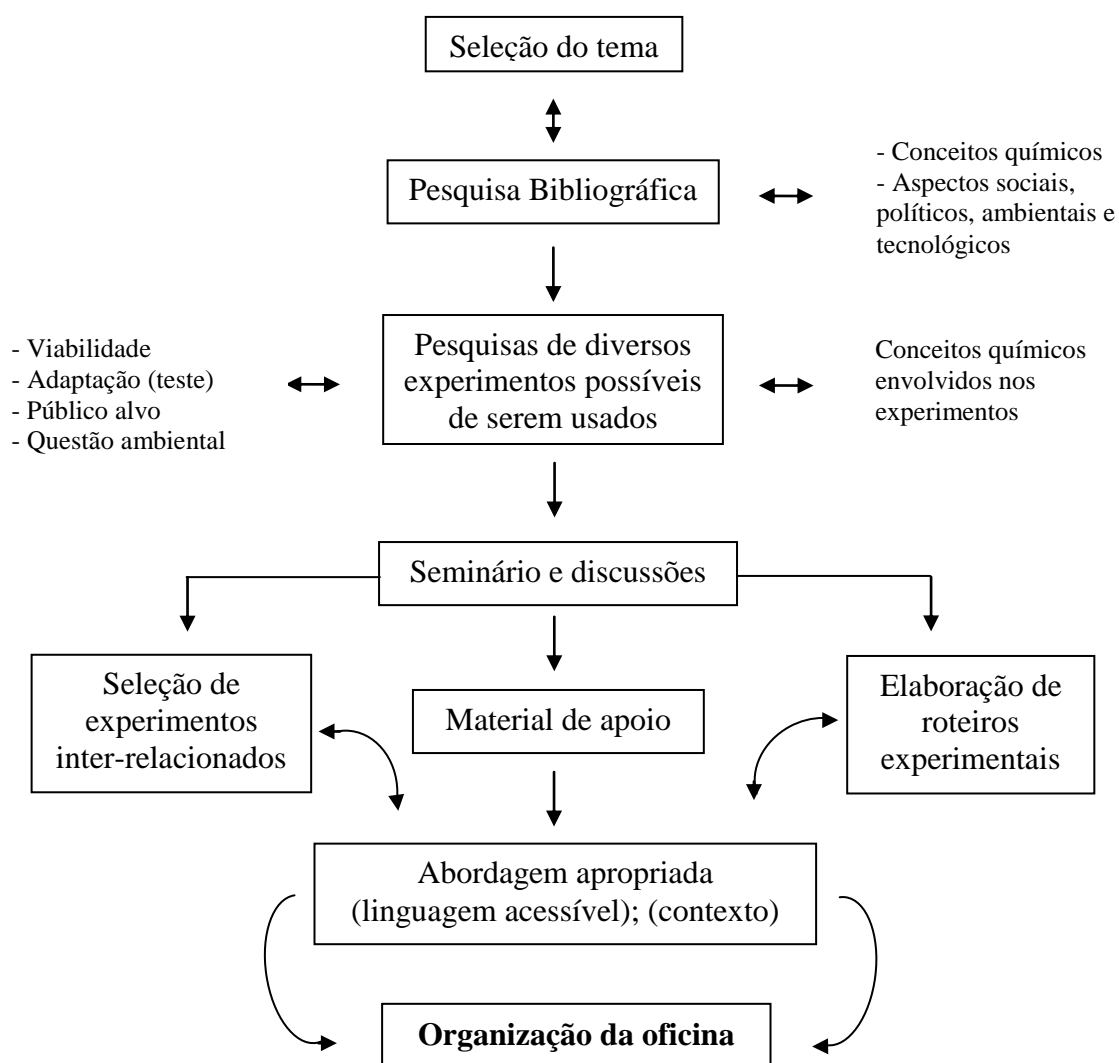 Seleção do tema
Pesquisa Bibliográfica
- Conceitos químicos
- Aspectos sociais,
políticos, ambientais e
tecnológicos
- Viabilidade
- Adaptação (teste)
- Público alvo
- Questão ambiental
Pesquisas de diversos
experimentos possíveis
de serem usados
Conceitos químicos
envolvidos nos
experimentos
Seminário e discussões
Seleção de
experimentos
inter-relacionados
Material de apoio
Elaboração de
roteiros
experimentais
Abordagem apropriada
(linguagem acessível); (contexto)
Organização da oficina